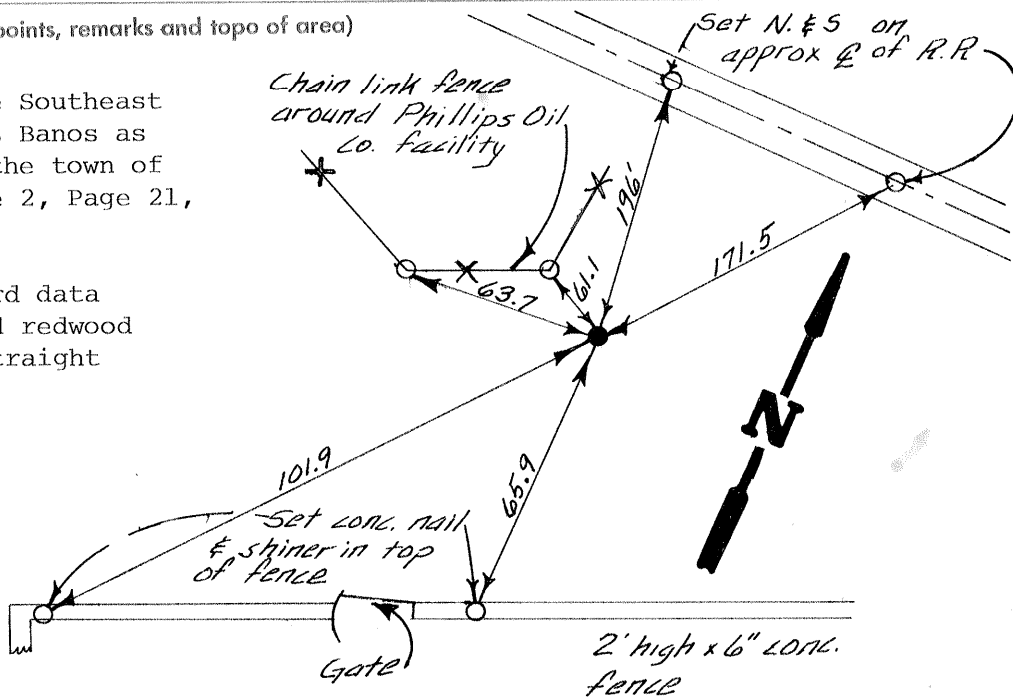 points, remarks and topo of area)
Southeast
Banos as
the town of
2, Page 21,
rd data
redwood
traight
Set N. & S on
approx ℄ of R.R
Chain link fence
around Phillips Oil
Co. facility
196'
171.5
61.1
63.7
101.9
65.9
N
Set conc. nail
& shiner in top
of fence
Gate
2' high x 6" conc.
fence